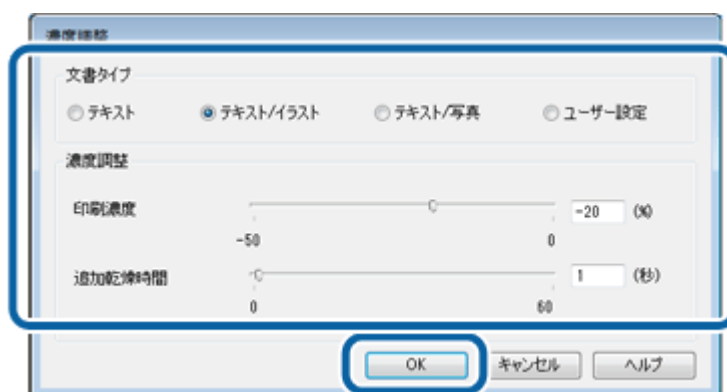 濃度調整
文書タイプ
テキスト テキスト/イラスト テキスト/写真 ユーザー設定
濃度調整
印刷濃度 -20 (%)
-50 0
追加乾燥時間 1 (秒)
0 60
OK キャンセル ヘルプ